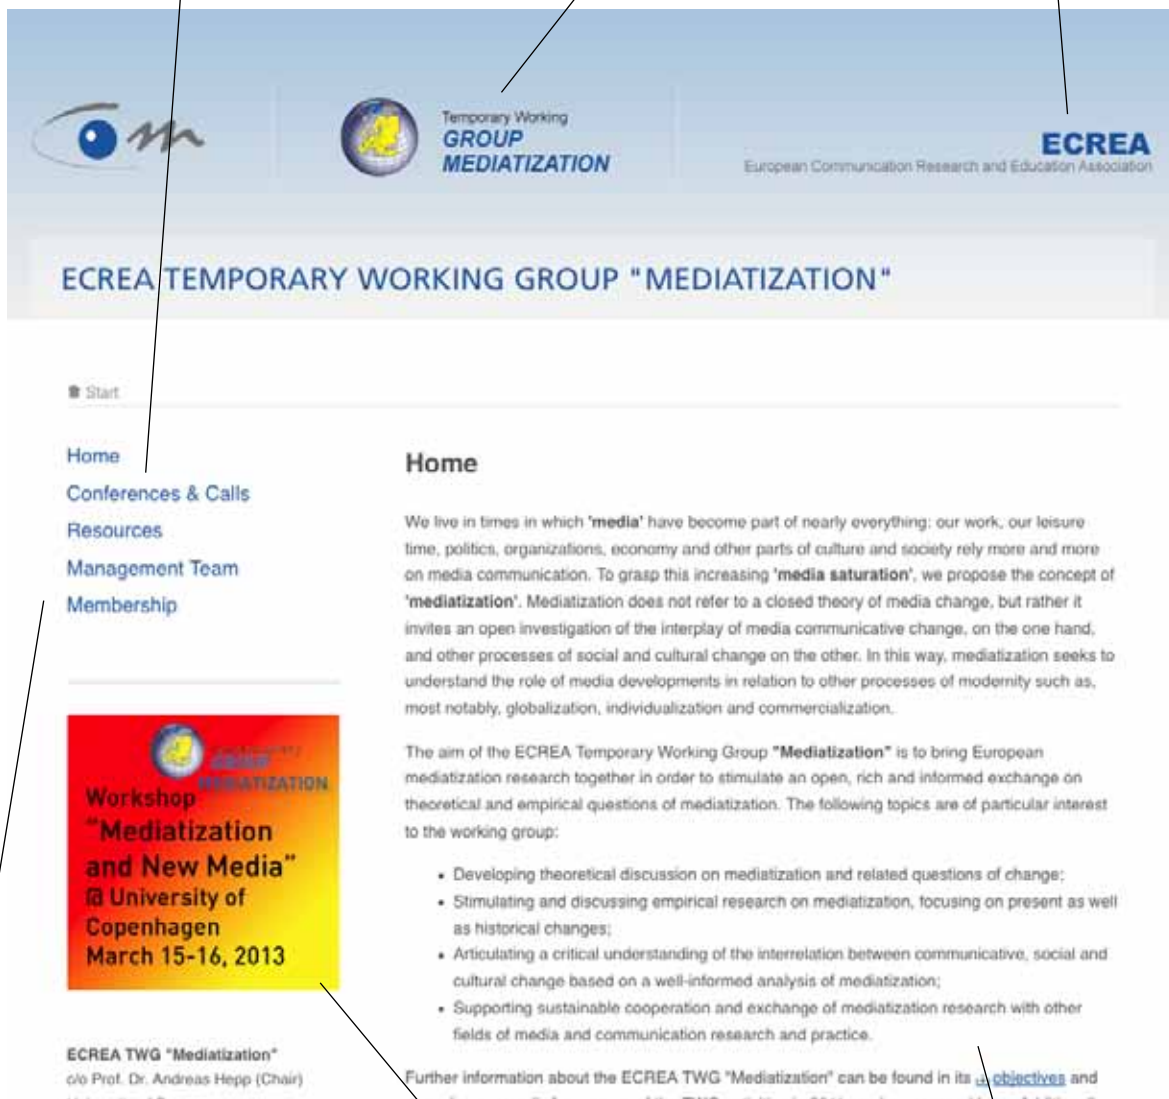 Temporary Working
GROUP
MEDIATIZATION
ECREA
European Communication Research and Education Association
ECREA TEMPORARY WORKING GROUP "MEDIATIZATION"
Start
Home
Conferences & Calls
Resources
Management Team
Membership
GROUP
MEDIATIZATION
Workshop
"Mediatization
and New Media"
@ University of
Copenhagen
March 15-16, 2013
ECREA TWG "Mediatization"
c/o Prof. Dr. Andreas Hepp (Chair)
Home
We live in times in which 'media' have become part of nearly everything: our work, our leisure
time, politics, organizations, economy and other parts of culture and society rely more and more
on media communication. To grasp this increasing 'media saturation', we propose the concept of
'mediatization'. Mediatization does not refer to a closed theory of media change, but rather it
invites an open investigation of the interplay of media communicative change, on the one hand,
and other processes of social and cultural change on the other. In this way, mediatization seeks to
understand the role of media developments in relation to other processes of modernity such as,
most notably, globalization, individualization and commercialization.
The aim of the ECREA Temporary Working Group "Mediatization" is to bring European
mediatization research together in order to stimulate an open, rich and informed exchange on
theoretical and empirical questions of mediatization. The following topics are of particular interest
to the working group:
• Developing theoretical discussion on mediatization and related questions of change;
• Stimulating and discussing empirical research on mediatization, focusing on present as well
as historical changes;
• Articulating a critical understanding of the interrelation between communicative, social and
cultural change based on a well-informed analysis of mediatization;
• Supporting sustainable cooperation and exchange of mediatization research with other
fields of media and communication research and practice.
Further information about the ECREA TWG "Mediatization" can be found in its objectives and